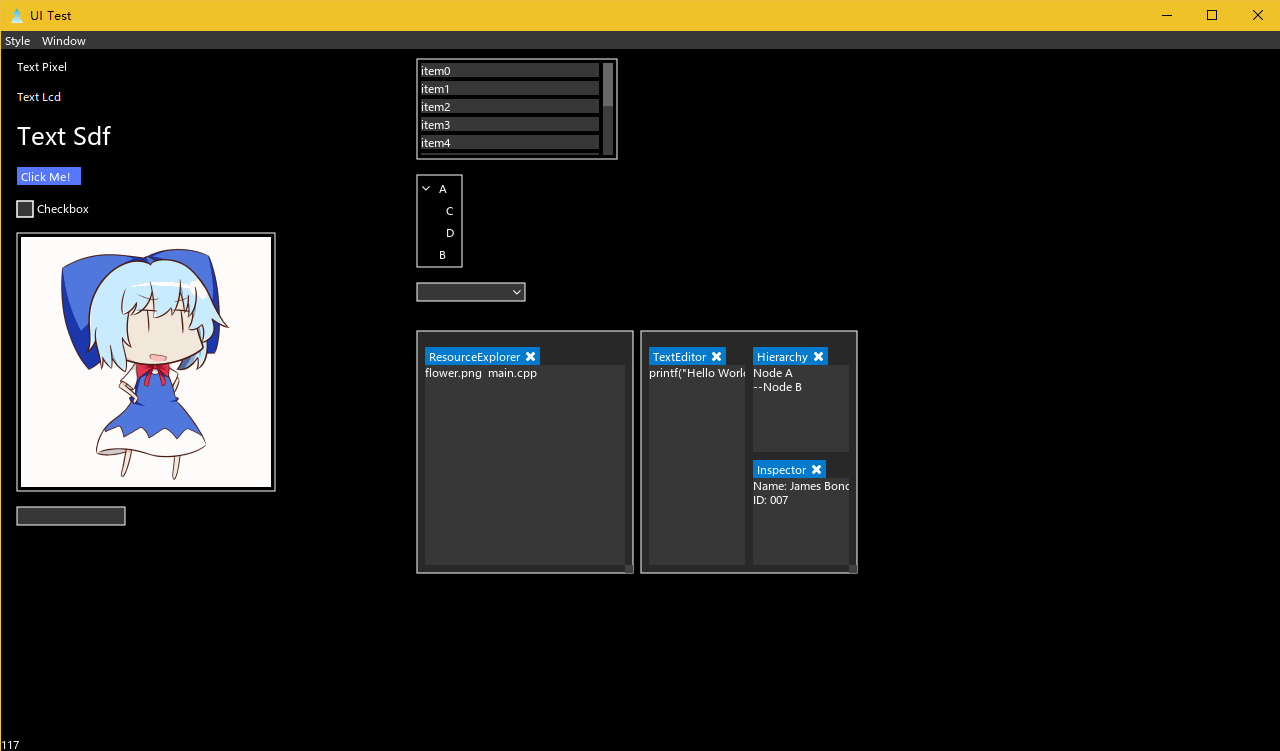 UI Test
Style Window
Text Pixel
Text Lcd
Text Sdf
Click Me!
Checkbox
item0
item1
item2
item3
item4
A
C
D
B
ResourceExplorer
flower.png main.cpp
TextEditor
printf("Hello Worl
Hierarchy
Node A
--Node B
Inspector
Name: James Bond
ID: 007
117